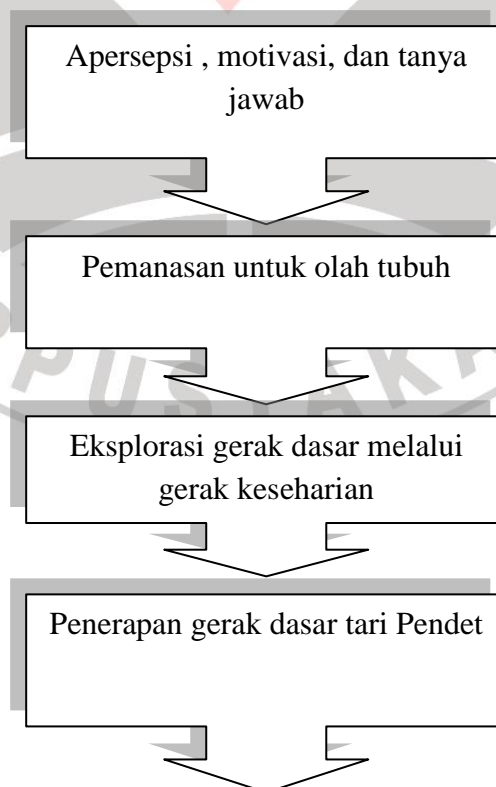 Apersepsi , motivasi, dan tanya
jawab
Pemanasan untuk olah tubuh
Eksplorasi gerak dasar melalui
gerak keseharian
Penerapan gerak dasar tari Pendet